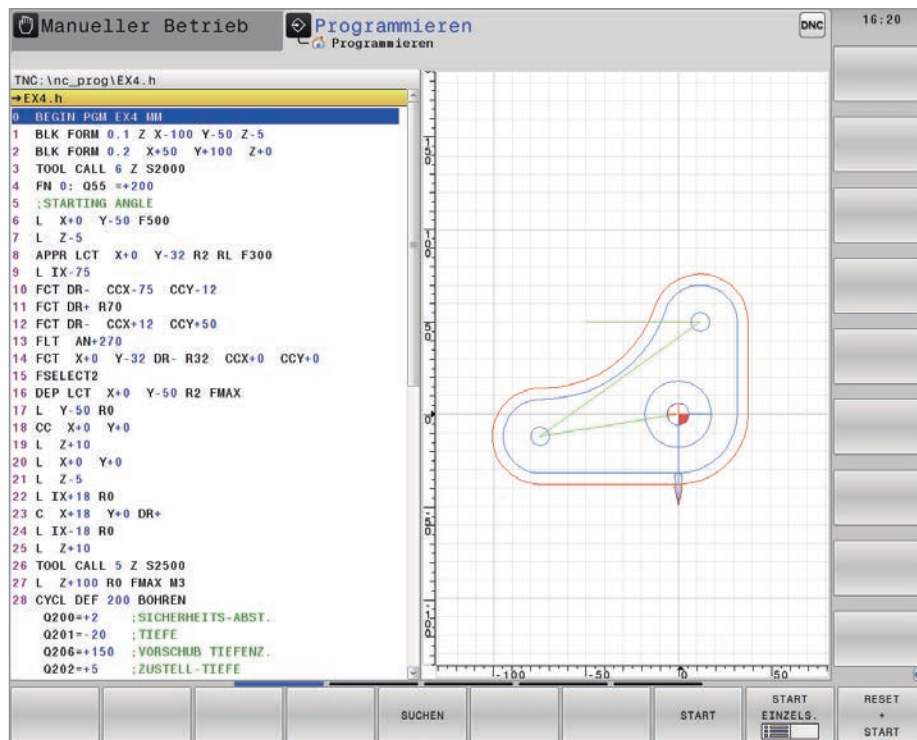 Manueller Betrieb
Programmieren
Programmieren
DNC
16:20
TNC:\nc_prog\EX4.h
→EX4.h
0 BEGIN PGM EX4 MM
1 BLK FORM 0.1 Z X-100 Y-50 Z-5
2 BLK FORM 0.2 X+50 Y+100 Z+0
3 TOOL CALL 6 Z S2000
4 FN 0: Q55 =+200
5 ;STARTING ANGLE
6 L X+0 Y-50 F500
7 L Z-5
8 APPR LCT X+0 Y-32 R2 RL F300
9 L IX-75
10 FCT DR- CCX-75 CCY-12
11 FCT DR+ R70
12 FCT DR- CCX+12 CCY+50
13 FLT AN+270
14 FCT X+0 Y-32 DR- R32 CCX+0 CCY+0
15 FSELECT2
16 DEP LCT X+0 Y-50 R2 FMAX
17 L Y-50 R0
18 CC X+0 Y+0
19 L Z+10
20 L X+0 Y+0
21 L Z-5
22 L IX+18 R0
23 C X+18 Y+0 DR+
24 L IX-18 R0
25 L Z+10
26 TOOL CALL 5 Z S2500
27 L Z+100 R0 FMAX M3
28 CYCL DEF 200 BOHREN
Q200=+2 ;SICHERHEITS-ABST.
Q201=-20 ;TIEFE
Q206=+150 ;VORSCHUB TIEFENZ.
Q202=+5 ;ZUSTELL-TIEFE
150
100
50
0
-50
-100
-100
-50
0
50
SUCHEN
START
START
EINZELS.
RESET
+
START